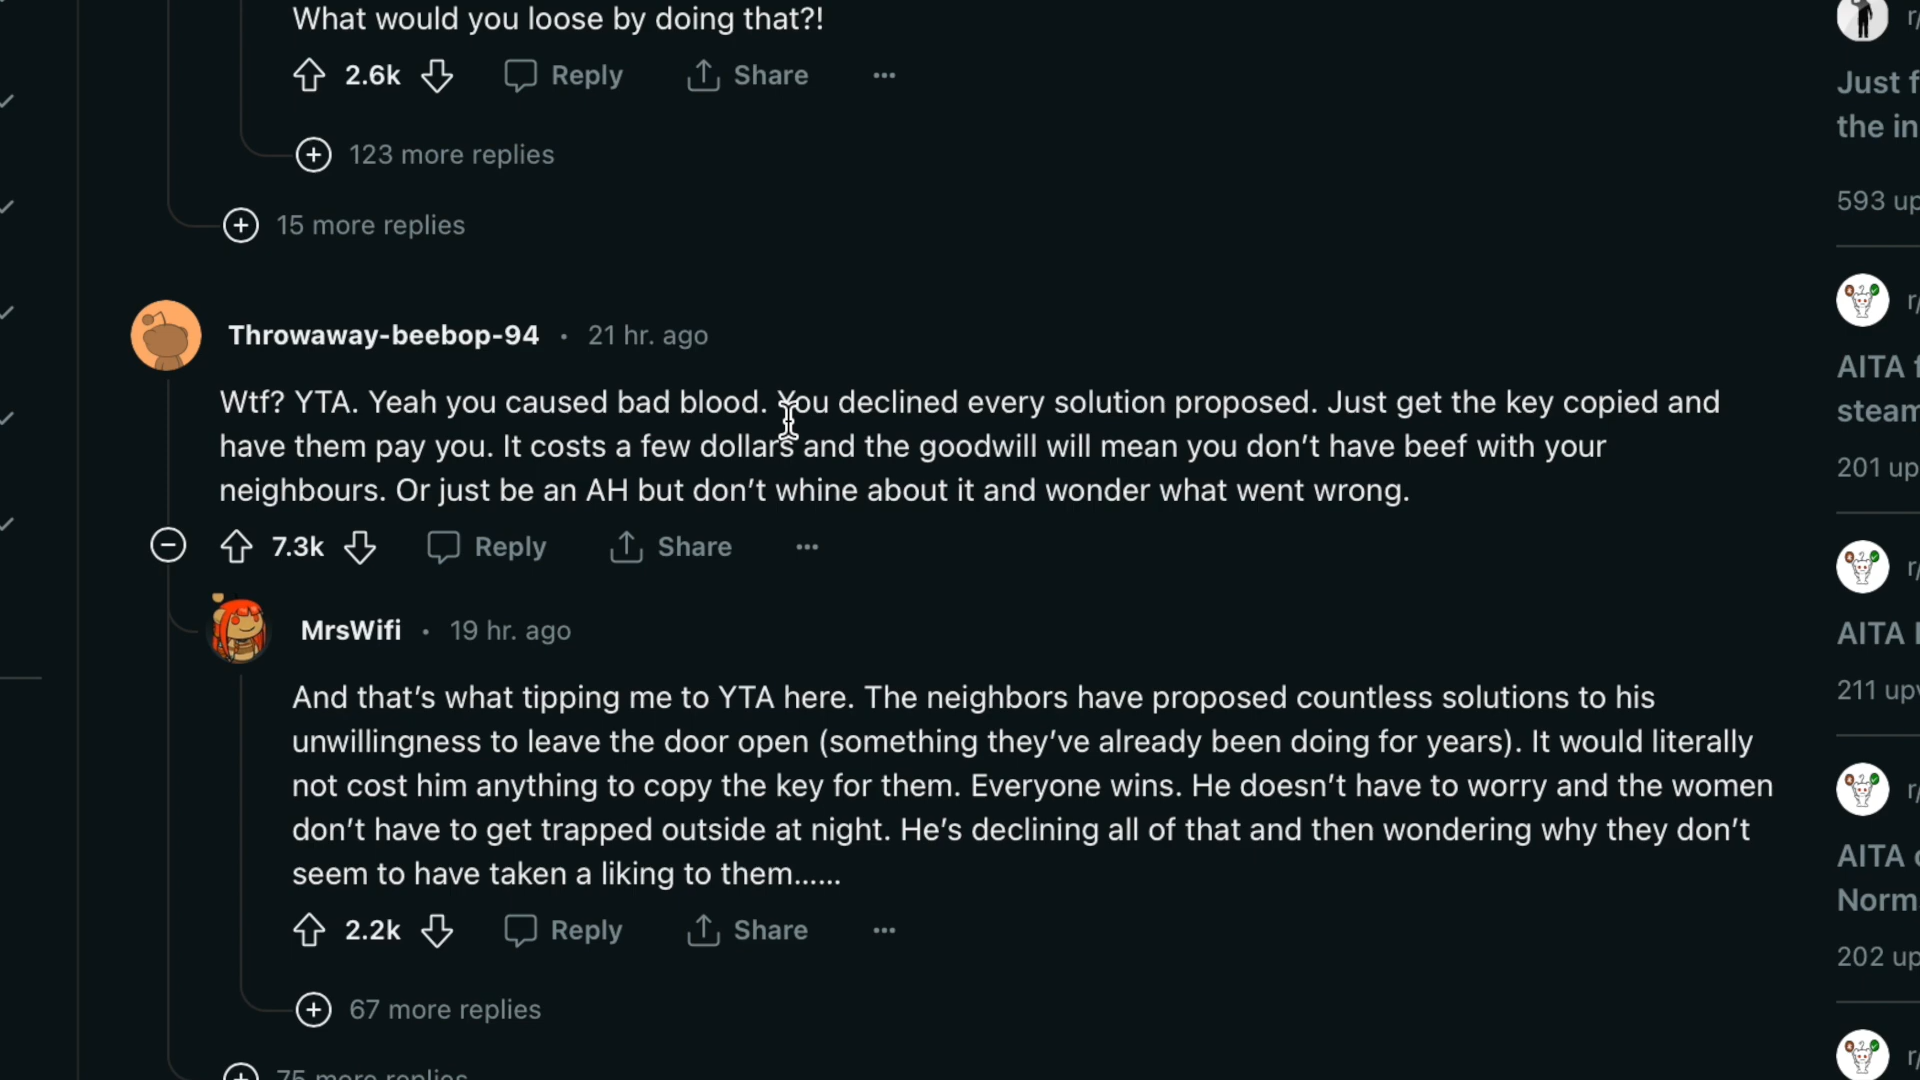 What would you loose by doing that?!
2.6k Reply Share
123 more replies
15 more replies
Throwaway-beebop-94 • 21 hr. ago
Wtf? YTA. Yeah you caused bad blood. You declined every solution proposed. Just get the key copied and
have them pay you. It costs a few dollars and the goodwill will mean you don’t have beef with your
neighbours. Or just be an AH but don’t whine about it and wonder what went wrong.
7.3k Reply Share
MrsWifi • 19 hr. ago
And that’s what tipping me to YTA here. The neighbors have proposed countless solutions to his
unwillingness to leave the door open (something they’ve already been doing for years). It would literally
not cost him anything to copy the key for them. Everyone wins. He doesn’t have to worry and the women
don’t have to get trapped outside at night. He’s declining all of that and then wondering why they don’t
seem to have taken a liking to them......
2.2k Reply Share
67 more replies
75 more replies
r/
Just f
the in
593 up
r/
AITA f
steam
201 up
r/
AITA
211 upv
r/
AITA
Norm
202 up
r/